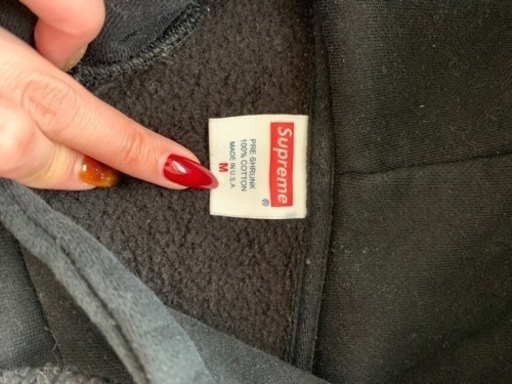 Supreme
®
PRE-SHRUNK
100% COTTON
MADE IN U.S.A.
M